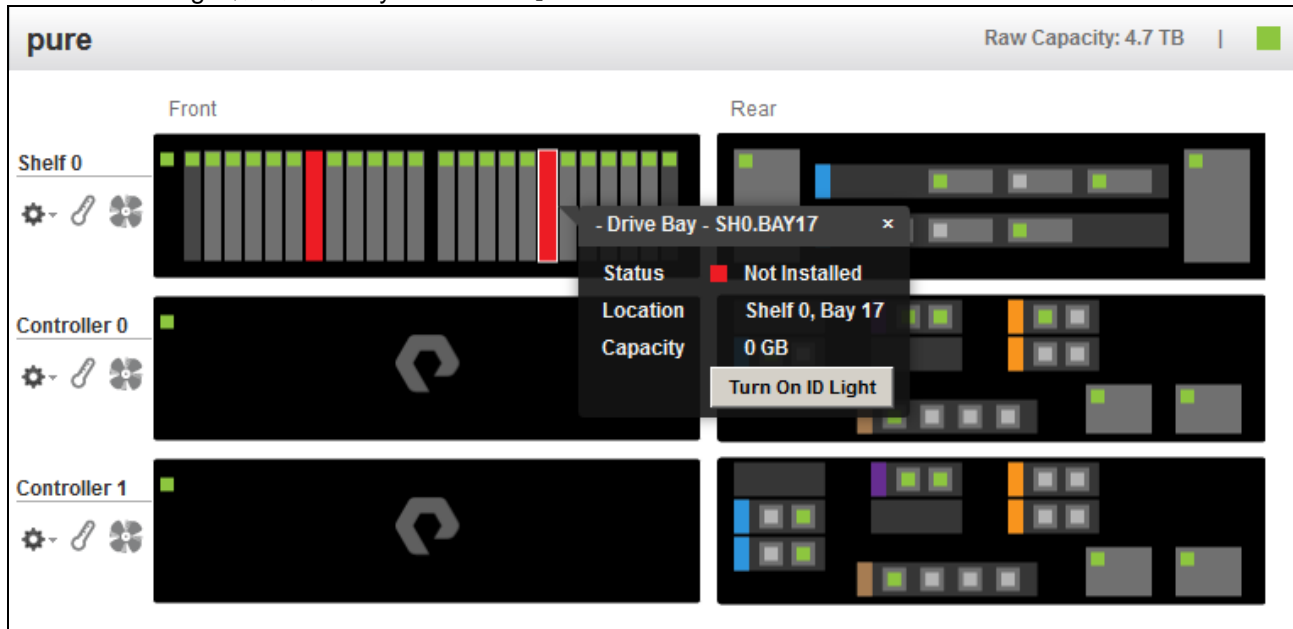 pure
Raw Capacity: 4.7 TB |
Front
Rear
Shelf 0
- Drive Bay - SH0.BAY17 ×
Status Not Installed
Location Shelf 0, Bay 17
Capacity 0 GB
Turn On ID Light
Controller 0
Controller 1